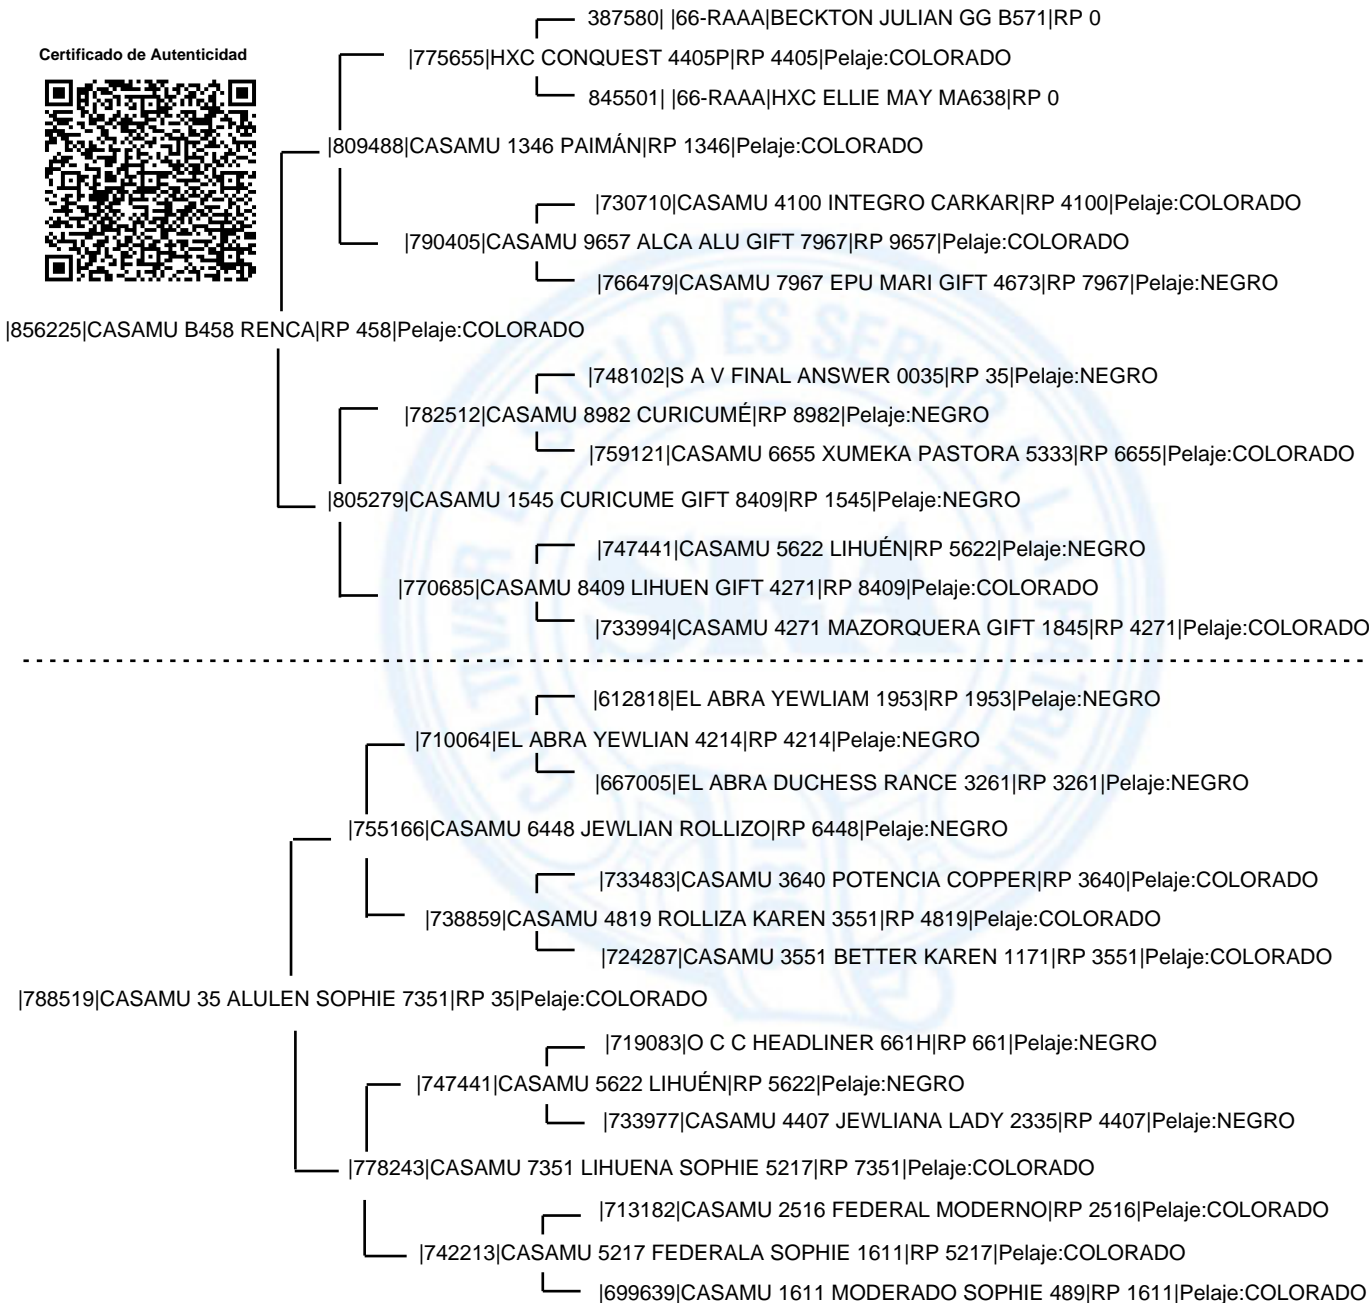 387580| |66-RAAA|BECKTON JULIAN GG B571|RP 0
Certificado de Autenticidad
|775655|HXC CONQUEST 4405P|RP 4405|Pelaje:COLORADO
845501| |66-RAAA|HXC ELLIE MAY MA638|RP 0
|809488|CASAMU 1346 PAIMÁN|RP 1346|Pelaje:COLORADO
|730710|CASAMU 4100 INTEGRO CARKAR|RP 4100|Pelaje:COLORADO
|790405|CASAMU 9657 ALCA ALU GIFT 7967|RP 9657|Pelaje:COLORADO
|766479|CASAMU 7967 EPU MARI GIFT 4673|RP 7967|Pelaje:NEGRO
|856225|CASAMU B458 RENCA|RP 458|Pelaje:COLORADO
|748102|S A V FINAL ANSWER 0035|RP 35|Pelaje:NEGRO
|782512|CASAMU 8982 CURICUMÉ|RP 8982|Pelaje:NEGRO
|759121|CASAMU 6655 XUMEKA PASTORA 5333|RP 6655|Pelaje:COLORADO
|805279|CASAMU 1545 CURICUME GIFT 8409|RP 1545|Pelaje:NEGRO
|747441|CASAMU 5622 LIHUÉN|RP 5622|Pelaje:NEGRO
|770685|CASAMU 8409 LIHUEN GIFT 4271|RP 8409|Pelaje:COLORADO
|733994|CASAMU 4271 MAZORQUERA GIFT 1845|RP 4271|Pelaje:COLORADO
|612818|EL ABRA YEWLIAM 1953|RP 1953|Pelaje:NEGRO
|710064|EL ABRA YEWLIAN 4214|RP 4214|Pelaje:NEGRO
|667005|EL ABRA DUCHESS RANCE 3261|RP 3261|Pelaje:NEGRO
|755166|CASAMU 6448 JEWLIAN ROLLIZO|RP 6448|Pelaje:NEGRO
|733483|CASAMU 3640 POTENCIA COPPER|RP 3640|Pelaje:COLORADO
|738859|CASAMU 4819 ROLLIZA KAREN 3551|RP 4819|Pelaje:COLORADO
|724287|CASAMU 3551 BETTER KAREN 1171|RP 3551|Pelaje:COLORADO
|788519|CASAMU 35 ALULEN SOPHIE 7351|RP 35|Pelaje:COLORADO
|719083|O C C HEADLINER 661H|RP 661|Pelaje:NEGRO
|747441|CASAMU 5622 LIHUÉN|RP 5622|Pelaje:NEGRO
|733977|CASAMU 4407 JEWLIANA LADY 2335|RP 4407|Pelaje:NEGRO
|778243|CASAMU 7351 LIHUENA SOPHIE 5217|RP 7351|Pelaje:COLORADO
|713182|CASAMU 2516 FEDERAL MODERNO|RP 2516|Pelaje:COLORADO
|742213|CASAMU 5217 FEDERALA SOPHIE 1611|RP 5217|Pelaje:COLORADO
|699639|CASAMU 1611 MODERADO SOPHIE 489|RP 1611|Pelaje:COLORADO
CULTIVAR EL SUELO ES SERVIR A LA PATRIA
SRA
1866